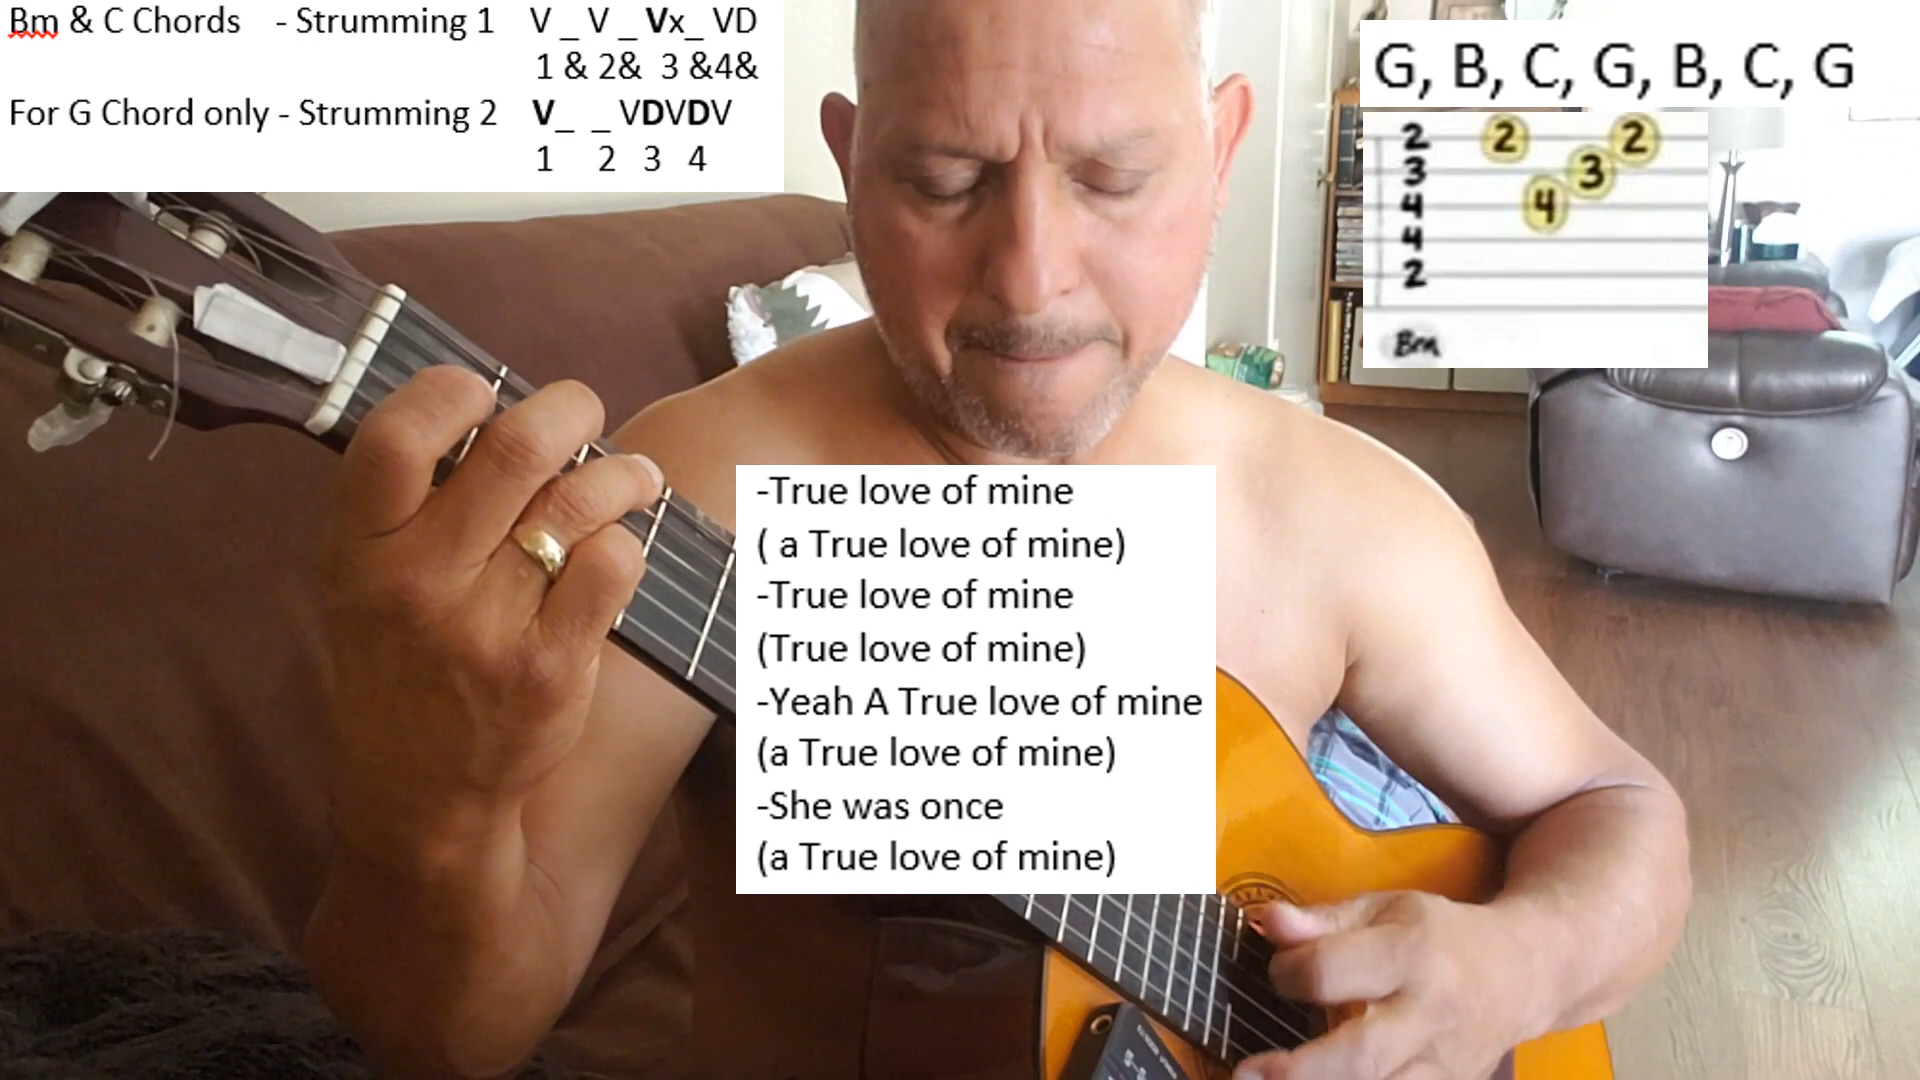 Bm & C Chords - Strumming 1 V _ V _ Vx_ VD
1 & 2& 3 &4&
For G Chord only - Strumming 2 V_ _ VDVDV
1 2 3 4
G, B, C, G, B, C, G
2 2 2
3 3
4 4
4
2
Bm
-True love of mine
( a True love of mine)
-True love of mine
(True love of mine)
-Yeah A True love of mine
(a True love of mine)
-She was once
(a True love of mine)